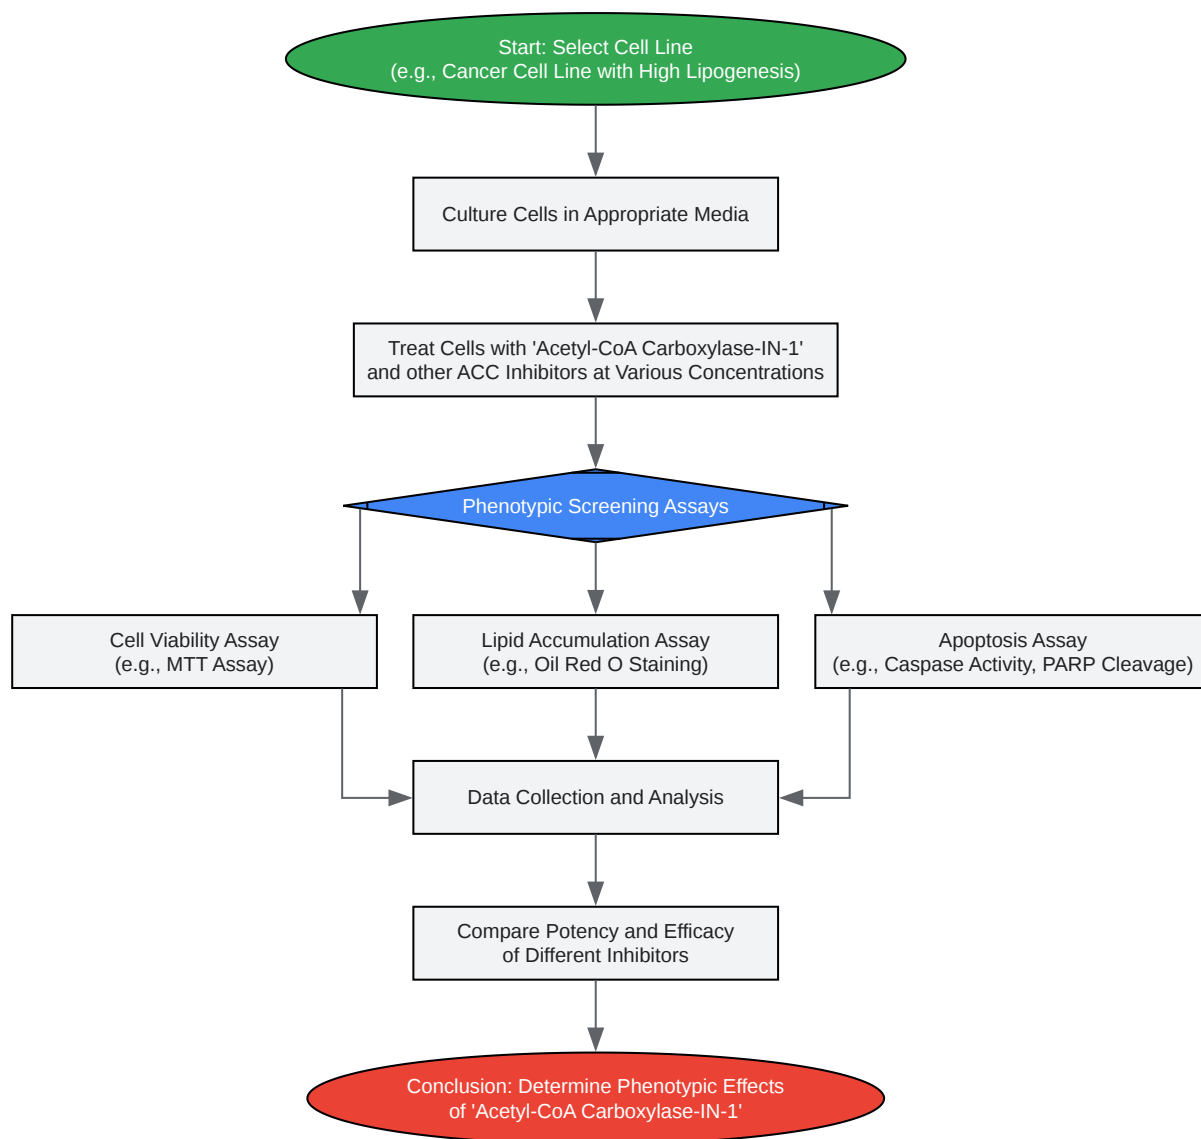 Start: Select Cell Line
(e.g., Cancer Cell Line with High Lipogenesis)
Culture Cells in Appropriate Media
Treat Cells with 'Acetyl-CoA Carboxylase-IN-1'
and other ACC Inhibitors at Various Concentrations
Phenotypic Screening Assays
Cell Viability Assay
(e.g., MTT Assay)
Lipid Accumulation Assay
(e.g., Oil Red O Staining)
Apoptosis Assay
(e.g., Caspase Activity, PARP Cleavage)
Data Collection and Analysis
Compare Potency and Efficacy
of Different Inhibitors
Conclusion: Determine Phenotypic Effects
of 'Acetyl-CoA Carboxylase-IN-1'